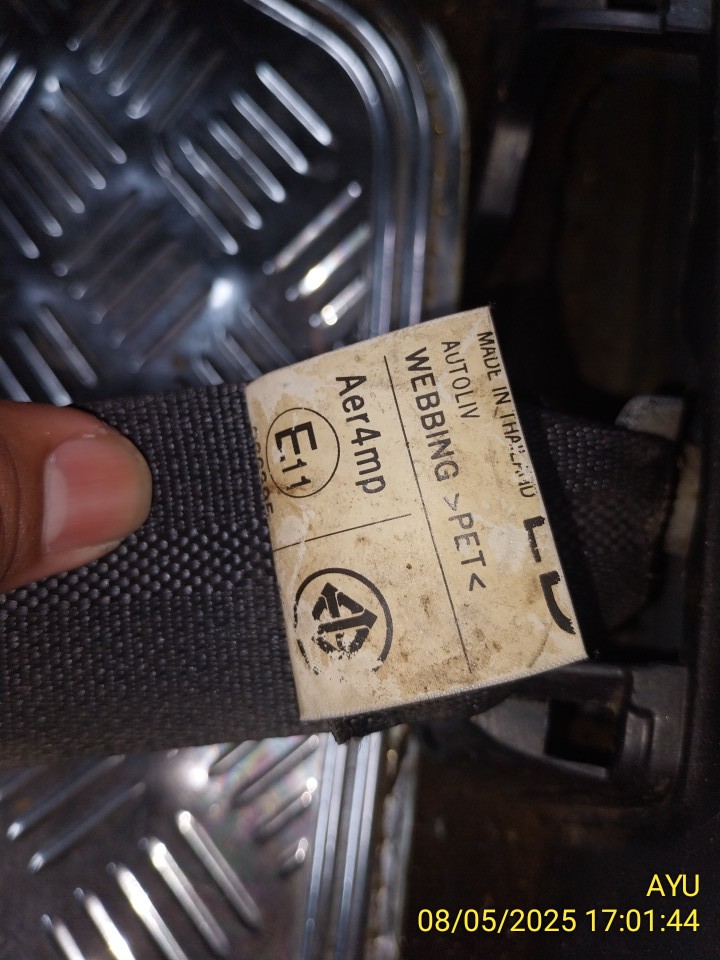 MADE IN THAILAND
AUTOLIV
WEBBING >PET<
Aer4mp
E11
AYU
08/05/2025 17:01:44